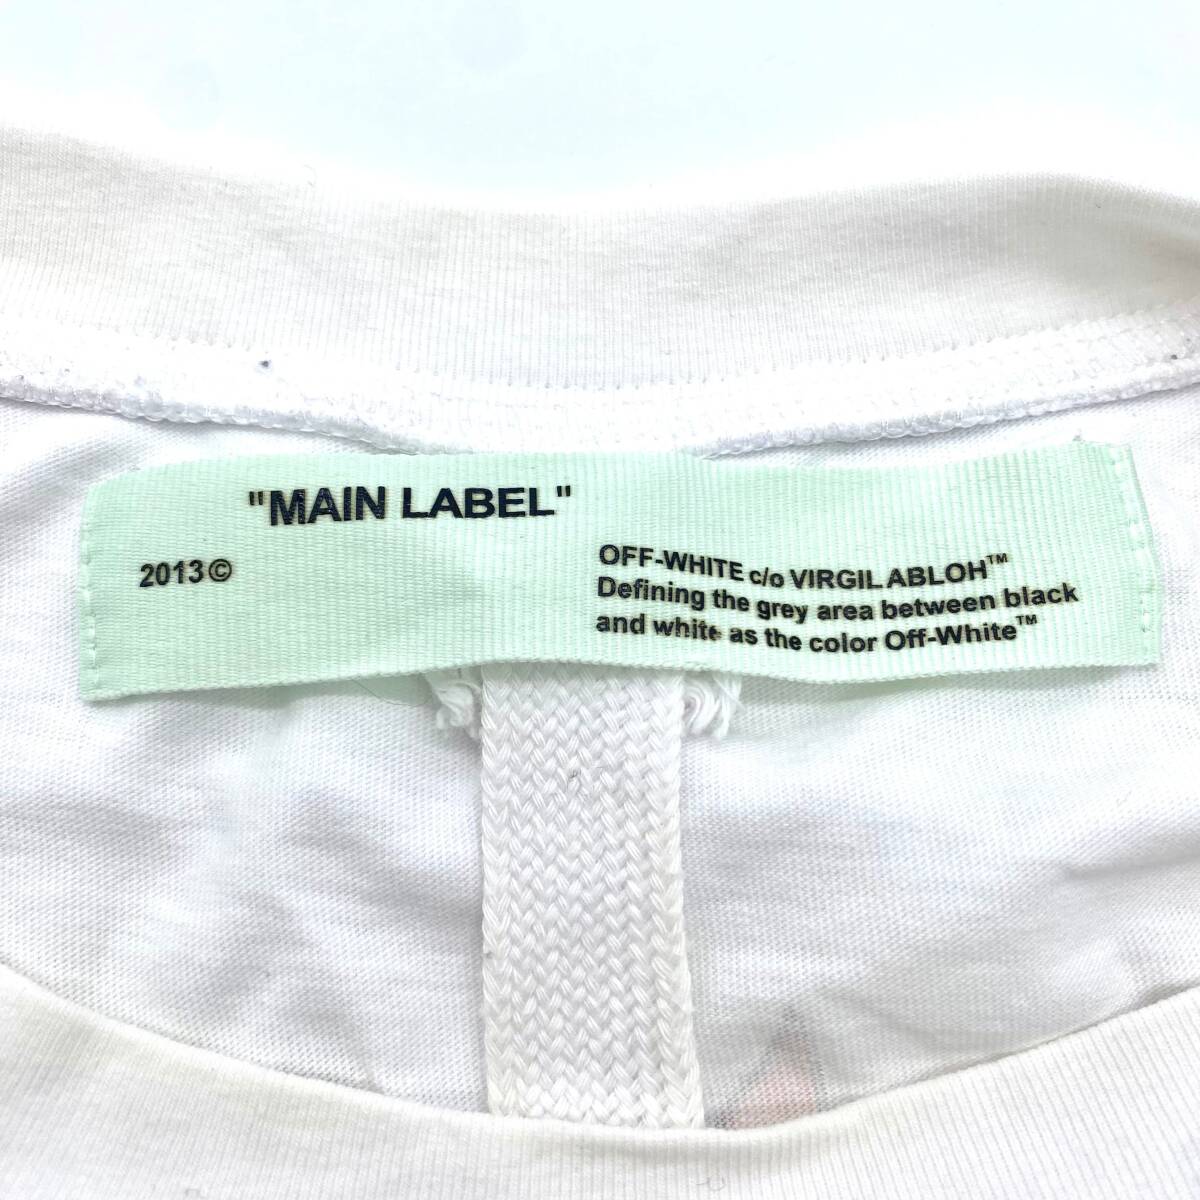 "MAIN LABEL"
2013©
OFF-WHITE c/o VIRGIL ABLOH™
Defining the grey area between black
and white as the color Off-White™